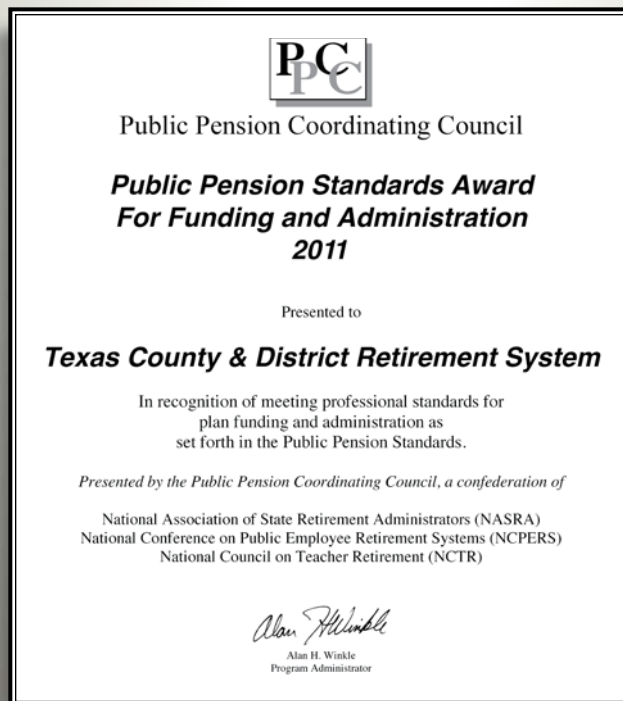 PPCC
Public Pension Coordinating Council
Public Pension Standards Award
For Funding and Administration
2011
Presented to
Texas County & District Retirement System
In recognition of meeting professional standards for
plan funding and administration as
set forth in the Public Pension Standards.
Presented by the Public Pension Coordinating Council, a confederation of
National Association of State Retirement Administrators (NASRA)
National Conference on Public Employee Retirement Systems (NCPERS)
National Council on Teacher Retirement (NCTR)
Alan H Winkle
Alan H. Winkle
Program Administrator